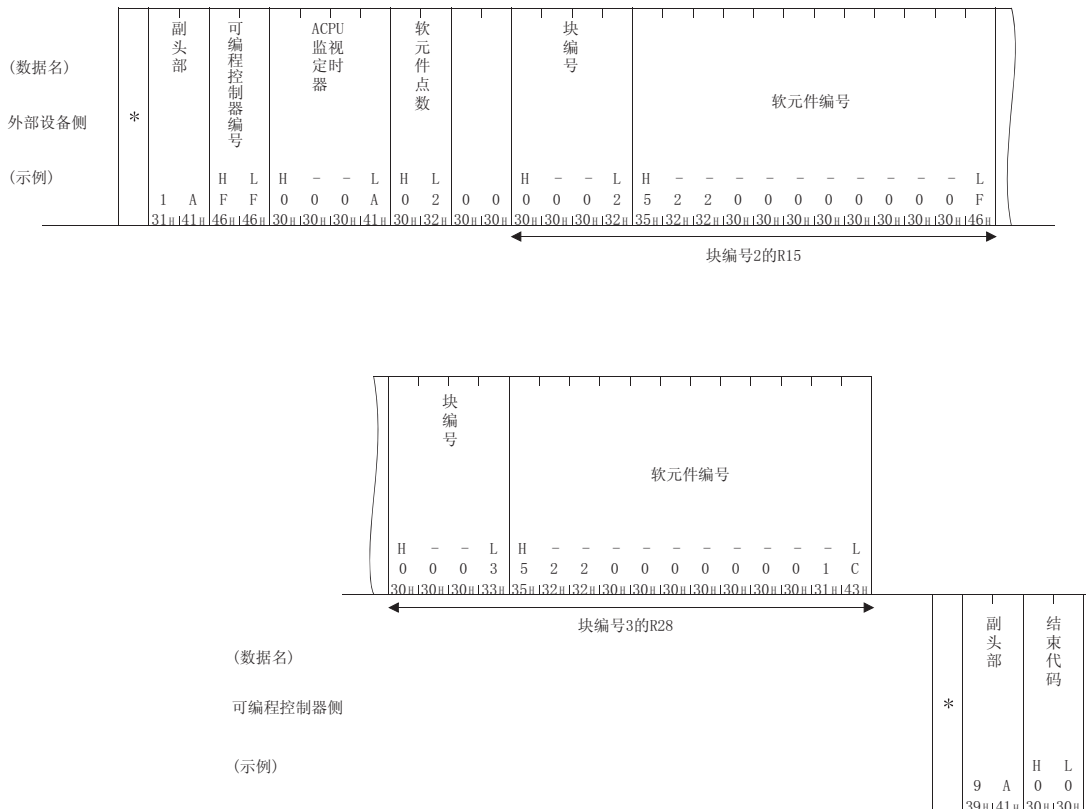 副头部
可编程控制器编号
ACPU
监视
定时
器
软元件点数
块编号
(数据名)
软元件编号
外部设备侧
*
(示例)
H L H - - L H L H - - L H - - - - - - - - - - L
1 A F F 0 0 0 A 0 2 0 0 0 0 0 2 5 2 2 0 0 0 0 0 0 0 0 F
31H 41H 46H 46H 30H 30H 30H 41H 30H 32H 30H 30H 30H 30H 30H 32H 35H 32H 32H 30H 30H 30H 30H 30H 30H 30H 30H 46H
块编号2的R15
块编号
软元件编号
H - - L H - - - - - - - - - - L
0 0 0 3 5 2 2 0 0 0 0 0 0 0 1 C
30H 30H 30H 33H 35H 32H 32H 30H 30H 30H 30H 30H 30H 30H 31H 43H
块编号3的R28
副头部
结束代码
(数据名)
可编程控制器侧
*
(示例)
H L
9 A 0 0
39H 41H 30H 30H